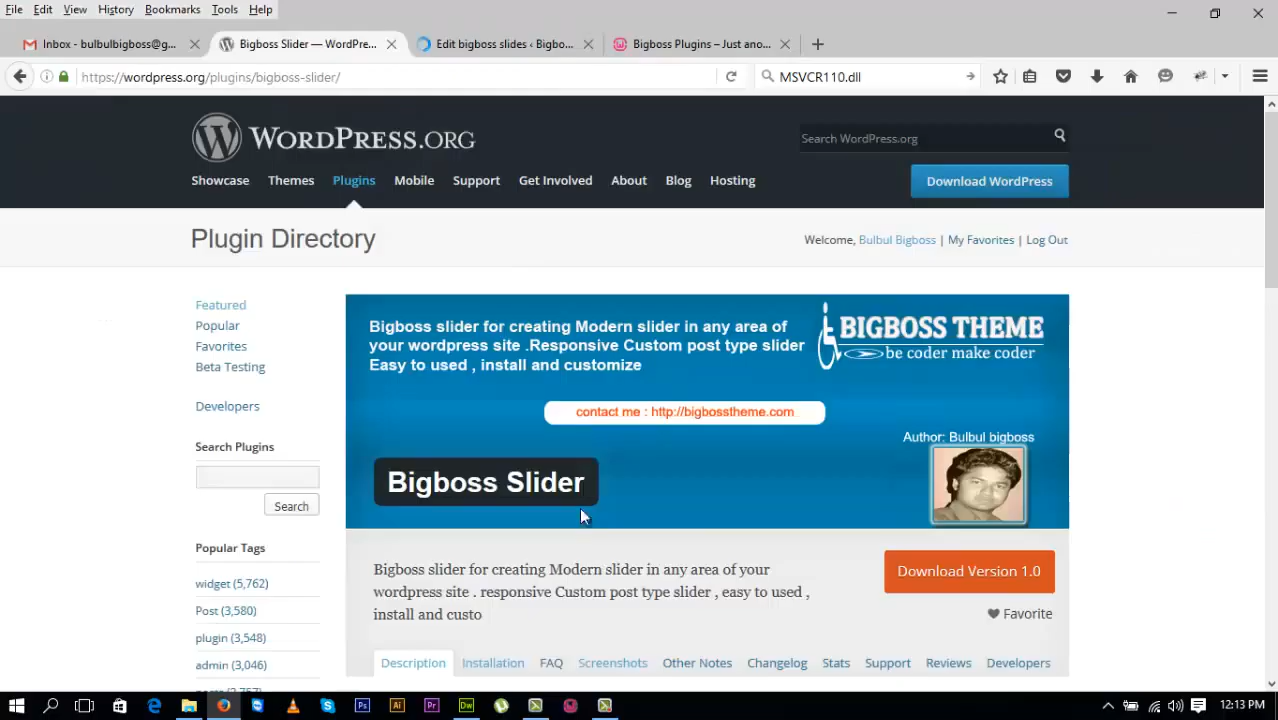 File Edit View History Bookmarks Tools Help
Inbox - bulbulbigboss@g...
Bigboss Slider — WordPre...
Edit bigboss slides ‹ Bigbo...
Bigboss Plugins – Just ano...
https://wordpress.org/plugins/bigboss-slider/
MSVCR110.dll
WORDPRESS.ORG
Search WordPress.org
Showcase Themes Plugins Mobile Support Get Involved About Blog Hosting
Download WordPress
Plugin Directory
Welcome, Bulbul Bigboss | My Favorites | Log Out
Featured
Popular
Favorites
Beta Testing
Developers
Search Plugins
Search
Popular Tags
widget (5,762)
Post (3,580)
plugin (3,548)
admin (3,046)
Bigboss slider for creating Modern slider in any area of
your wordpress site .Responsive Custom post type slider
Easy to used , install and customize
BIGBOSS THEME
be coder make coder
contact me : http://bigbosstheme.com
Author: Bulbul bigboss
Bigboss Slider
Bigboss slider for creating Modern slider in any area of your
wordpress site . responsive Custom post type slider , easy to used ,
install and custo
Download Version 1.0
Favorite
Description Installation FAQ Screenshots Other Notes Changelog Stats Support Reviews Developers
Ps Ai Pr Dw
12:13 PM